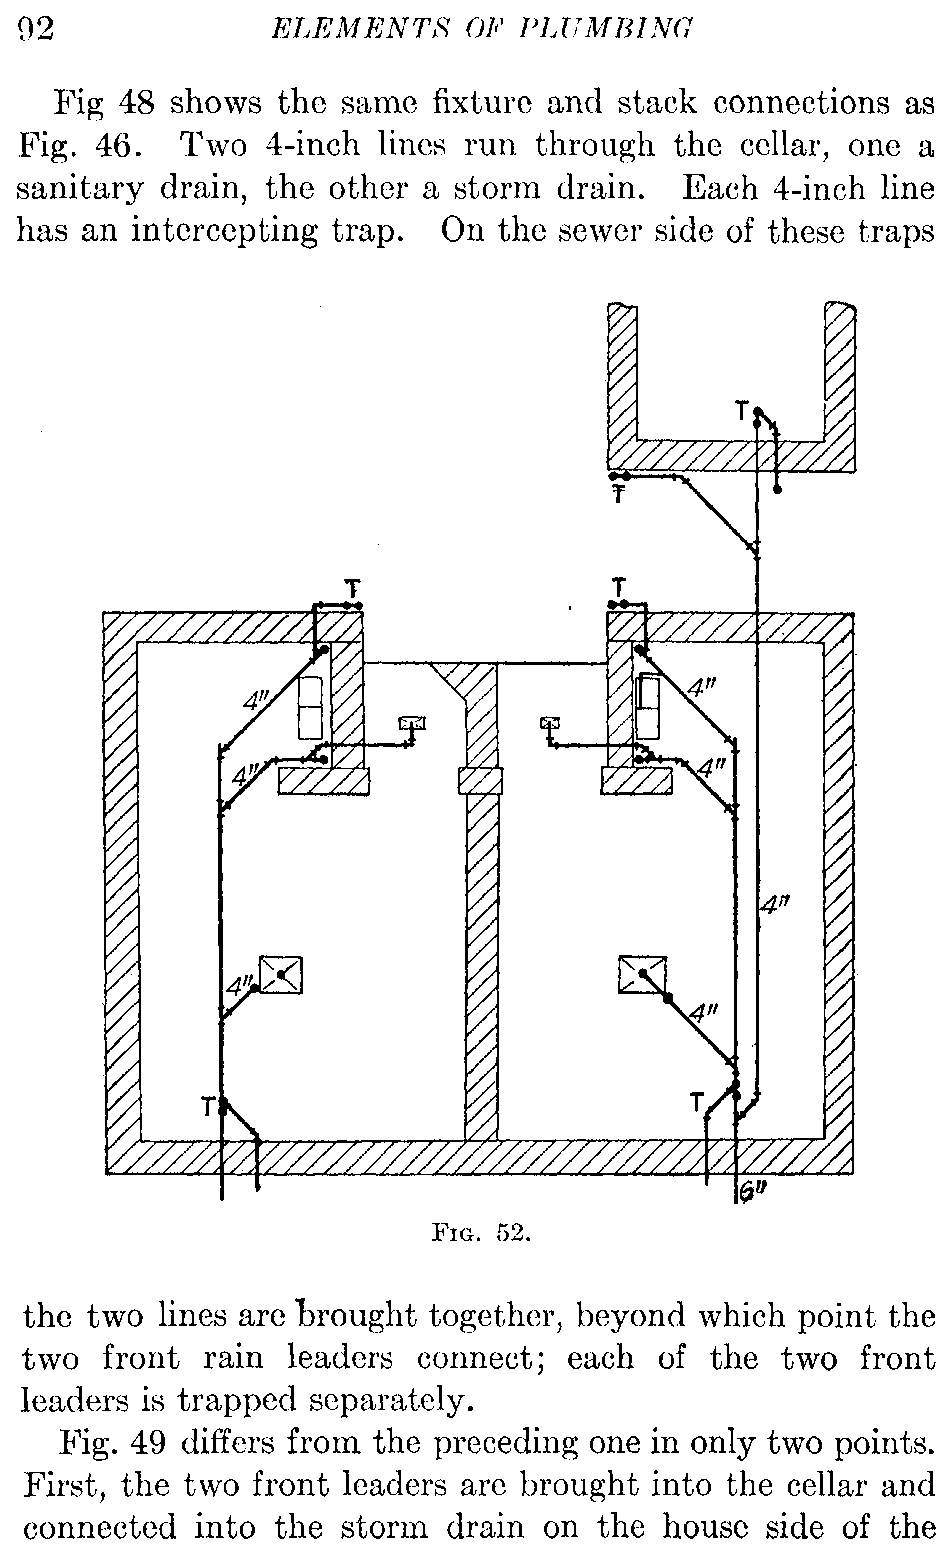 92 ELEMENTS OF PLUMBING
Fig 48 shows the same fixture and stack connections as
Fig. 46. Two 4-inch lines run through the cellar, one a
sanitary drain, the other a storm drain. Each 4-inch line
has an intercepting trap. On the sewer side of these traps
T
T
T
T
4"
4"
4"
4"
4"
4"
4"
T
T
6"
FIG. 52.
the two lines are brought together, beyond which point the
two front rain leaders connect; each of the two front
leaders is trapped separately.
Fig. 49 differs from the preceding one in only two points.
First, the two front leaders are brought into the cellar and
connected into the storm drain on the house side of the